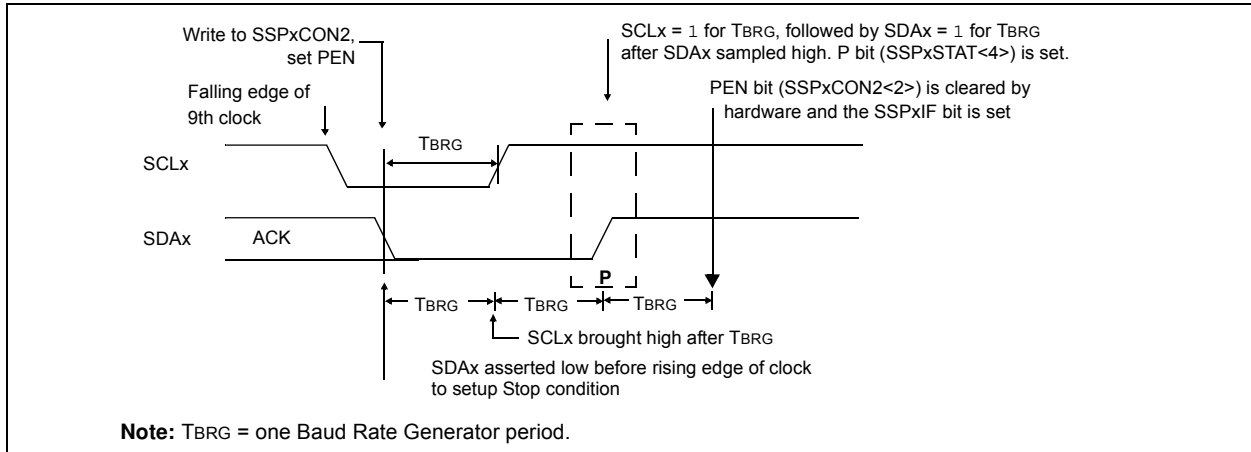 Write to SSPxCON2,
set PEN
SCLx = 1 for TBRG, followed by SDAx = 1 for TBRG
after SDAx sampled high. P bit (SSPxSTAT<4>) is set.
Falling edge of
9th clock
PEN bit (SSPxCON2<2>) is cleared by
hardware and the SSPxIF bit is set
TBRG
SCLx
SDAx
ACK
P
TBRG
TBRG
TBRG
SCLx brought high after TBRG
SDAx asserted low before rising edge of clock
to setup Stop condition
Note: TBRG = one Baud Rate Generator period.